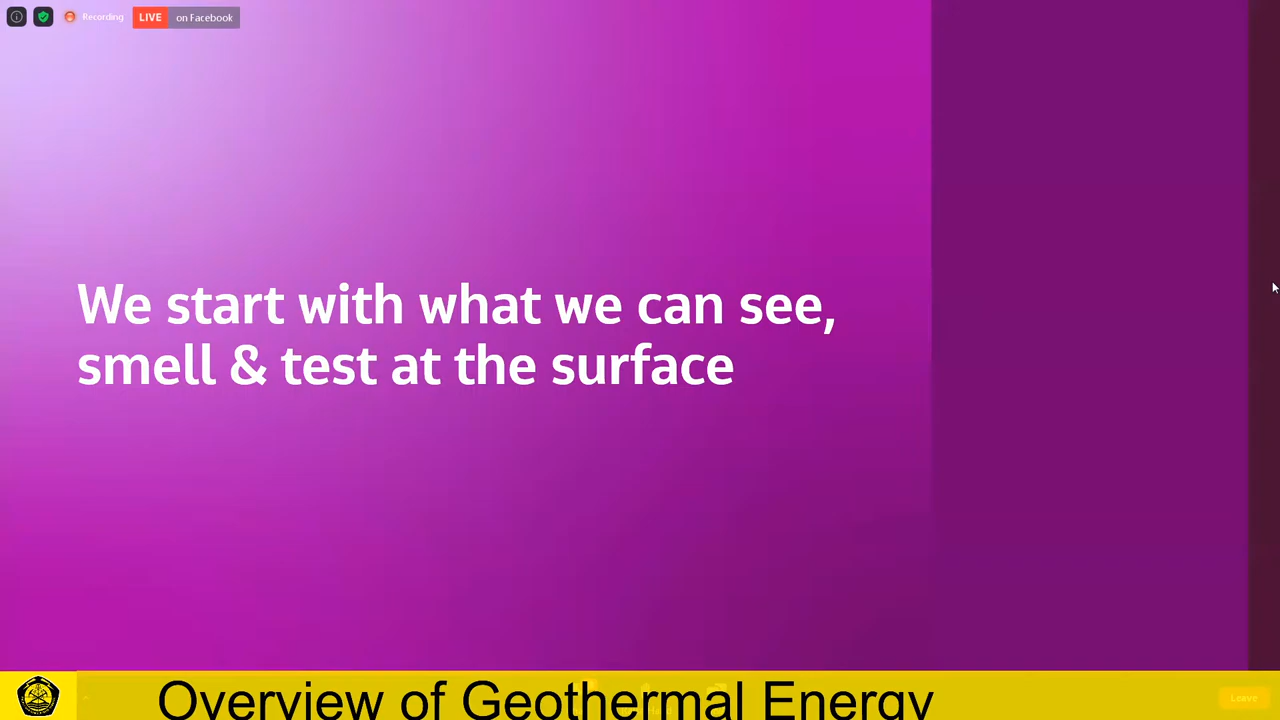 Recording
LIVE on Facebook
We start with what we can see,
smell & test at the surface
Overview of Geothermal Energy
Leave